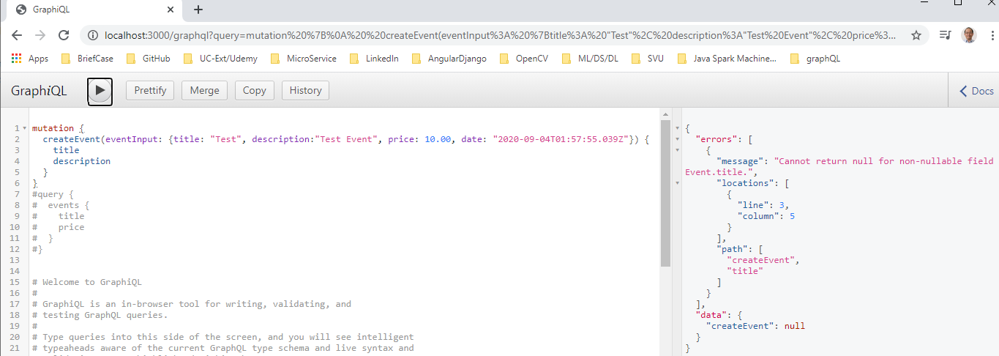 GraphiQL
localhost:3000/graphql?query=mutation%20%7B%0A%20%20createEvent(eventInput%3A%20%7Btitle%3A%20"Test"%2C%20description%3A"Test%20Event"%2C%20price%3...
Apps BriefCase GitHub UC-Ext/Udemy MicroService LinkedIn AngularDjango OpenCV ML/DS/DL SVU Java Spark Machine... graphQL
GraphiQL Prettify Merge Copy History Docs
1 mutation {
2 createEvent(eventInput: {title: "Test", description:"Test Event", price: 10.00, date: "2020-09-04T01:57:55.039Z"}) {
3 title
4 description
5 }
6 }
7 #query {
8 # events {
9 # title
10 # price
11 # }
12 #}
13
14
15 # Welcome to GraphiQL
16 #
17 # GraphiQL is an in-browser tool for writing, validating, and
18 # testing GraphQL queries.
19 #
20 # Type queries into this side of the screen, and you will see intelligent
21 # typeaheads aware of the current GraphQL type schema and live syntax and
{
"errors": [
{
"message": "Cannot return null for non-nullable field
Event.title.",
"locations": [
{
"line": 3,
"column": 5
}
],
"path": [
"createEvent",
"title"
]
}
],
"data": {
"createEvent": null
}
}